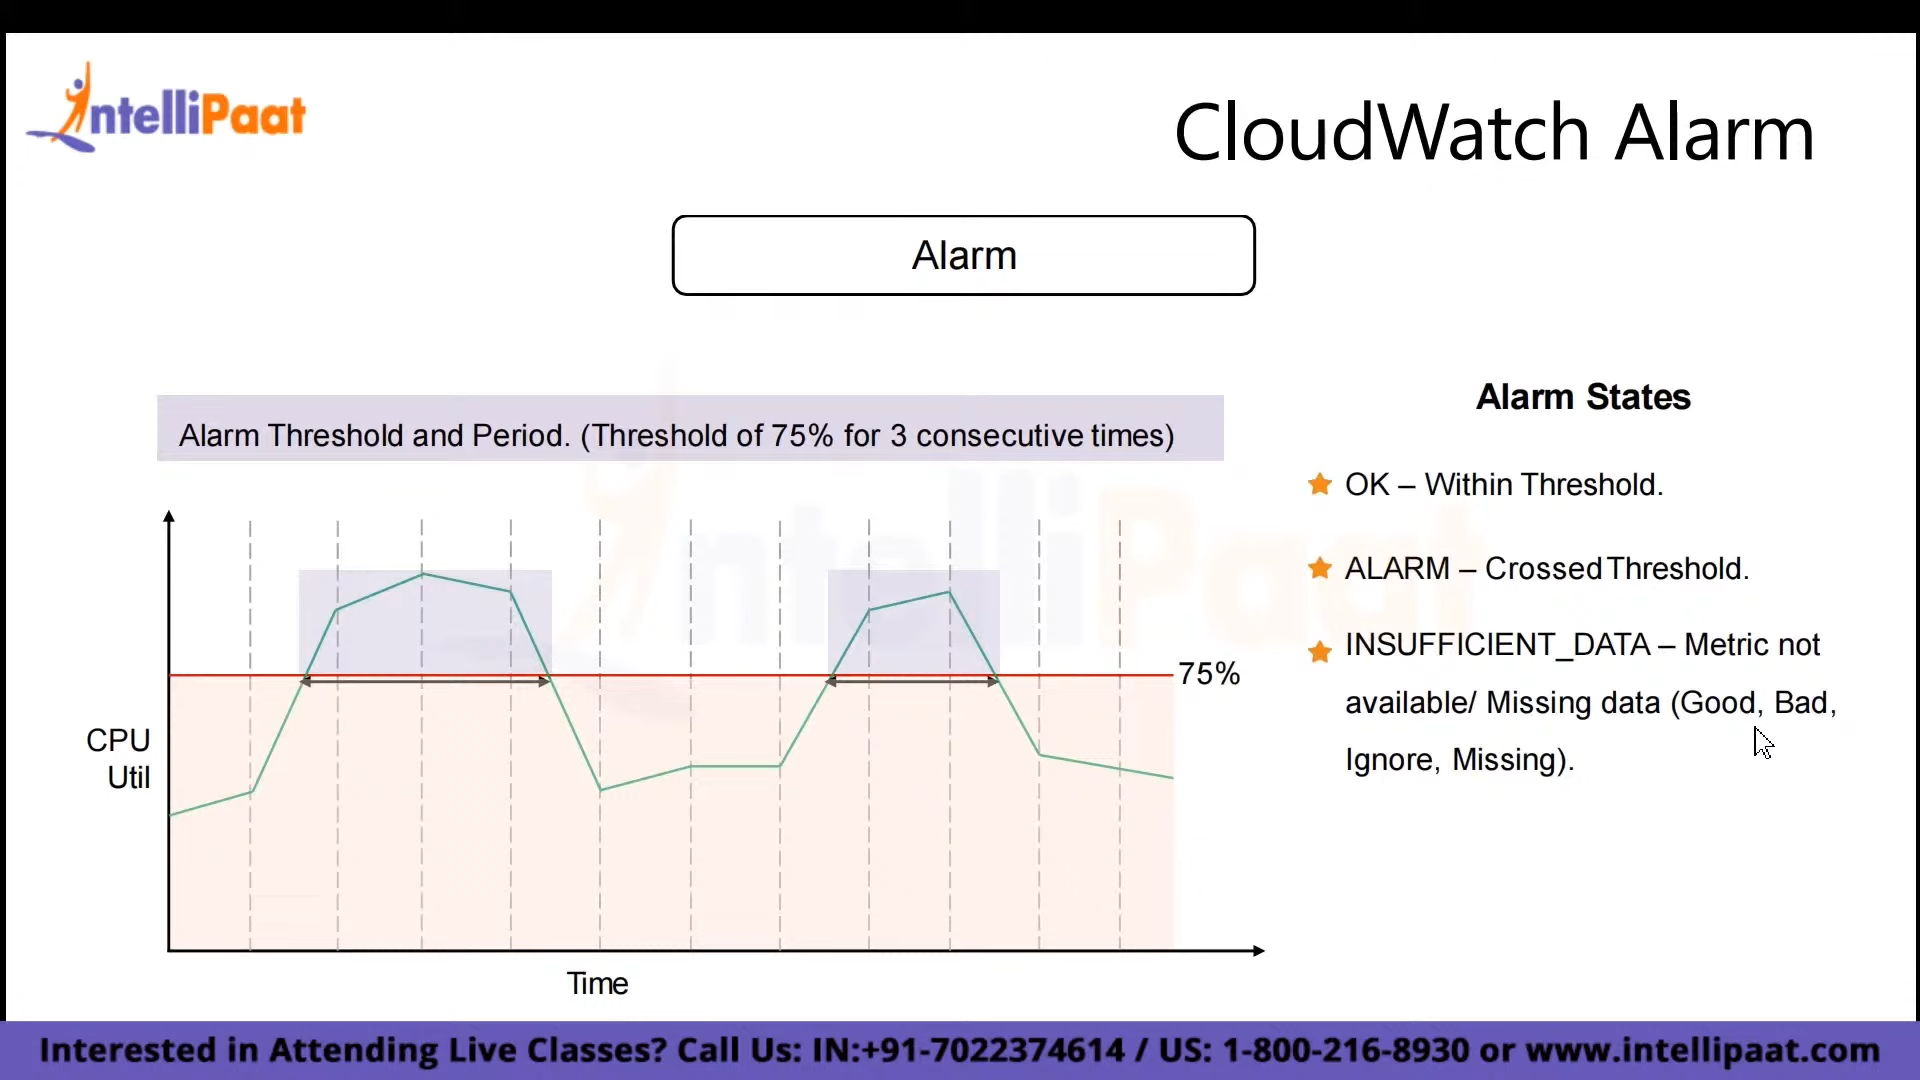 IntelliPaat
CloudWatch Alarm
Alarm
Alarm Threshold and Period. (Threshold of 75% for 3 consecutive times)
Alarm States
OK – Within Threshold.
ALARM – Crossed Threshold.
INSUFFICIENT_DATA – Metric not
available/ Missing data (Good, Bad,
Ignore, Missing).
75%
CPU
Util
Time
IntelliPaat
Interested in Attending Live Classes? Call Us: IN:+91-7022374614 / US: 1-800-216-8930 or www.intellipaat.com